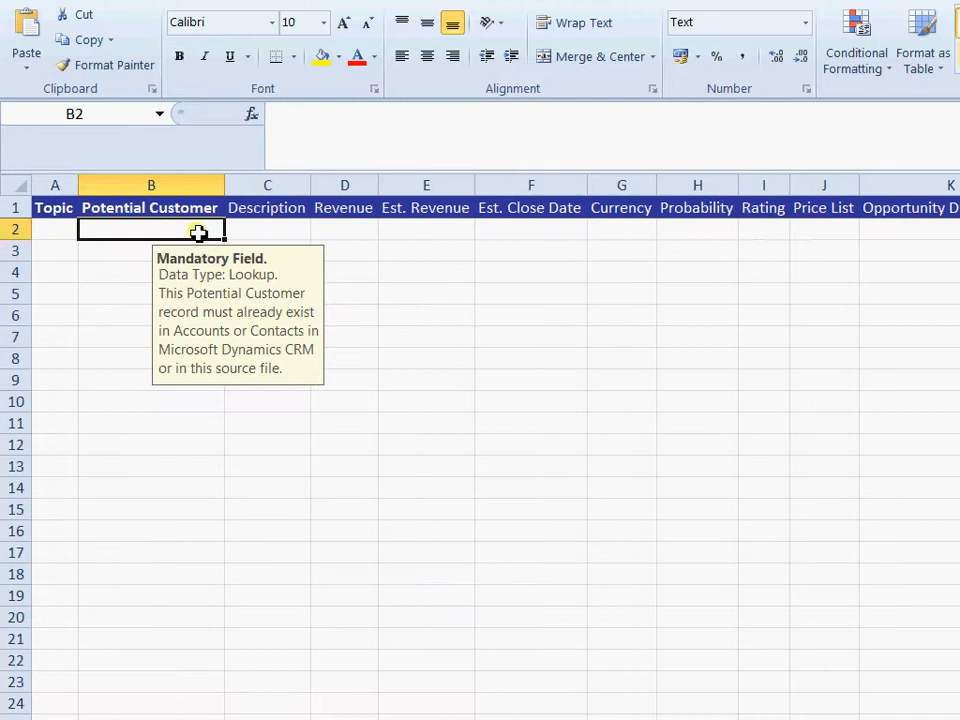 Cut
Copy
Format Painter
Paste
Clipboard
Calibri
10
A
A
B
I
U
A
Font
Wrap Text
Merge & Center
Alignment
Text
%
,
Number
Conditional
Formatting
Format as
Table
B2
fx
A B C D E F G H I J K
1 Topic Potential Customer Description Revenue Est. Revenue Est. Close Date Currency Probability Rating Price List Opportunity D
2
Mandatory Field.
Data Type: Lookup.
This Potential Customer
record must already exist
in Accounts or Contacts in
Microsoft Dynamics CRM
or in this source file.
3
4
5
6
7
8
9
10
11
12
13
14
15
16
17
18
19
20
21
22
23
24